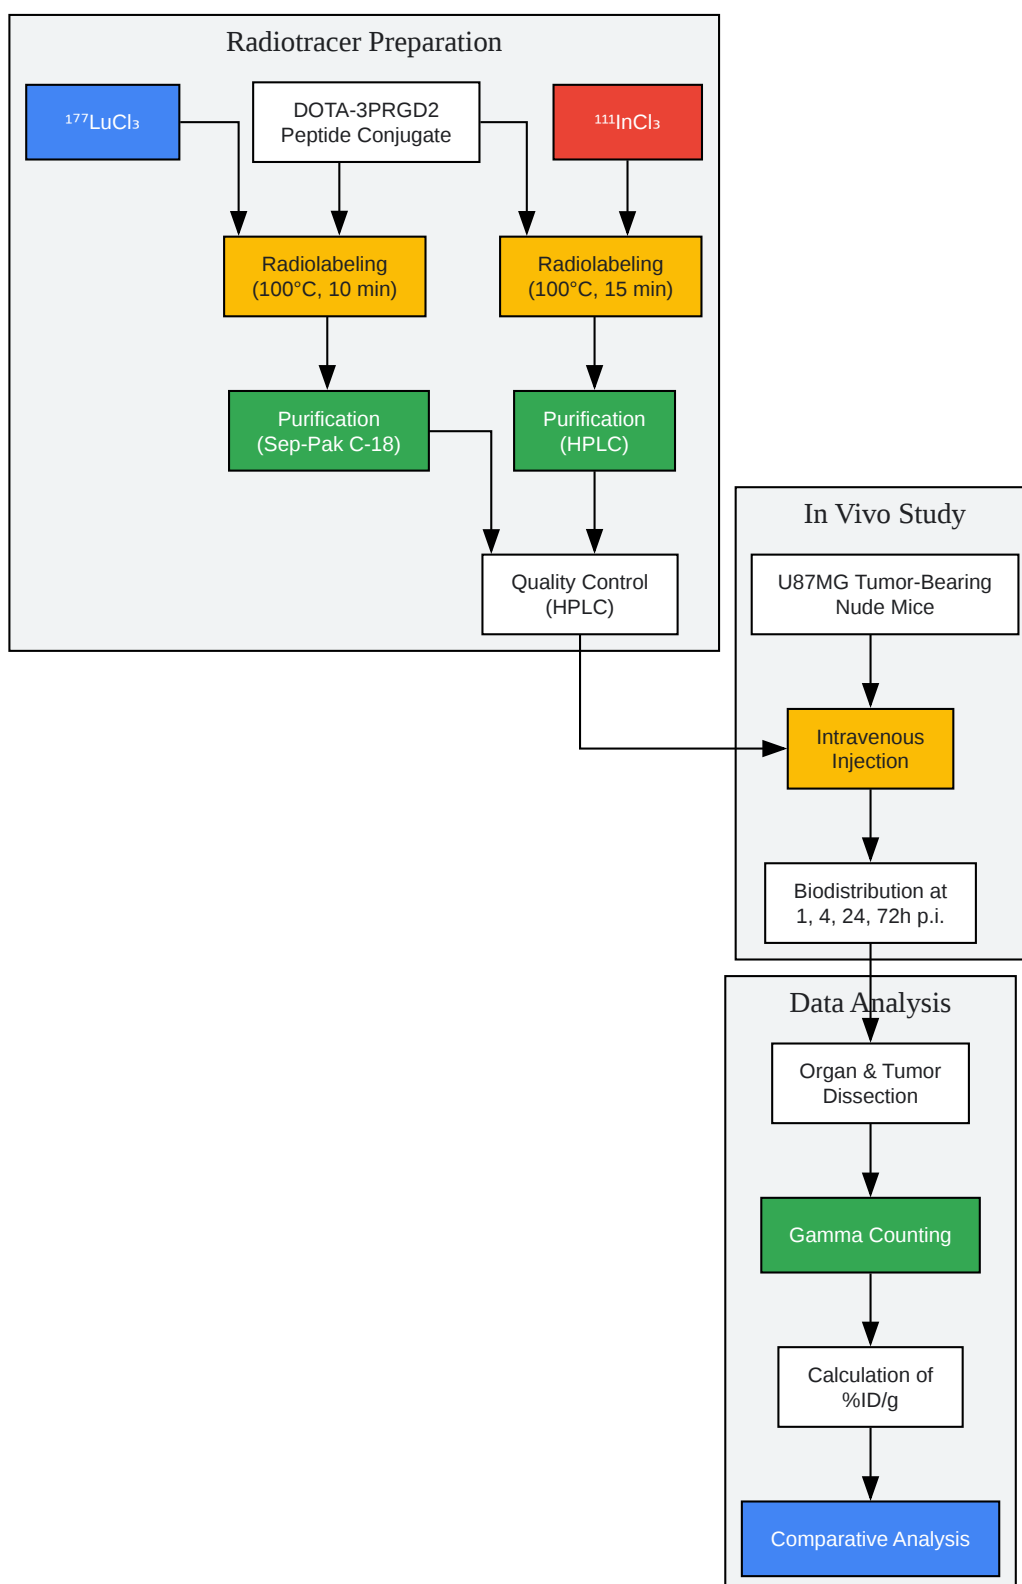 Radiotracer Preparation
¹⁷⁷LuCl₃
DOTA-3PRGD2
Peptide Conjugate
¹¹¹InCl₃
Radiolabeling
(100°C, 10 min)
Radiolabeling
(100°C, 15 min)
Purification
(Sep-Pak C-18)
Purification
(HPLC)
Quality Control
(HPLC)
In Vivo Study
U87MG Tumor-Bearing
Nude Mice
Intravenous
Injection
Biodistribution at
1, 4, 24, 72h p.i.
Data Analysis
Organ & Tumor
Dissection
Gamma Counting
Calculation of
%ID/g
Comparative Analysis